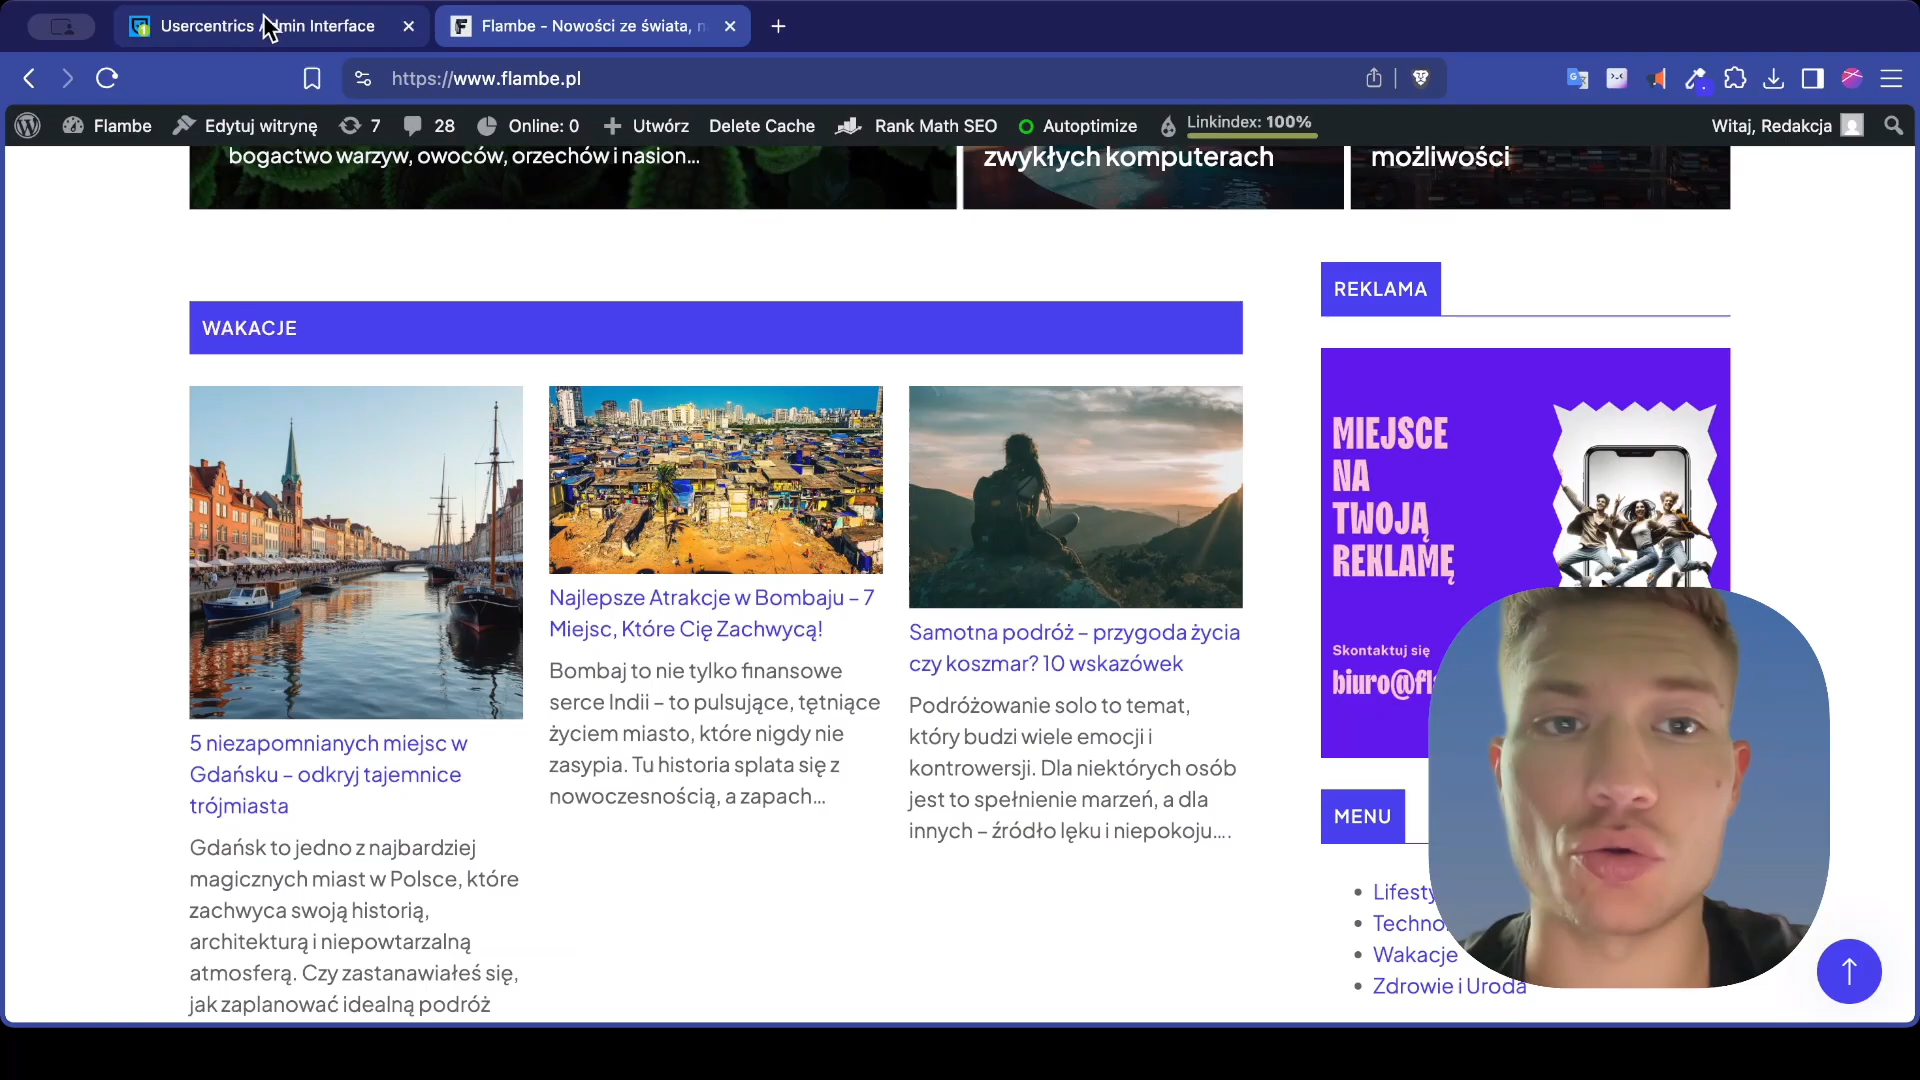 Usercentrics Admin Interface
Flambe - Nowości ze świata,
https://www.flambe.pl
Flambe
Edytuj witrynę
7
28
Online: 0
Utwórz
Delete Cache
Rank Math SEO
Autoptimize
Linkindex: 100%
Witaj, Redakcja
bogactwo warzyw, owoców, orzechów i nasion...
zwykłych komputerach
możliwości
WAKACJE
5 niezapomnianych miejsc w
Gdańsku – odkryj tajemnice
trójmiasta
Gdańsk to jedno z najbardziej
magicznych miast w Polsce, które
zachwyca swoją historią,
architekturą i niepowtarzalną
atmosferą. Czy zastanawiałeś się,
jak zaplanować idealną podróż
Najlepsze Atrakcje w Bombaju – 7
Miejsc, Które Cię Zachwycą!
Bombaj to nie tylko finansowe
serce Indii – to pulsujące, tętniące
życiem miasto, które nigdy nie
zasypia. Tu historia splata się z
nowoczesnością, a zapach...
Samotna podróż – przygoda życia
czy koszmar? 10 wskazówek
Podróżowanie solo to temat,
który budzi wiele emocji i
kontrowersji. Dla niektórych osób
jest to spełnienie marzeń, a dla
innych – źródło lęku i niepokoju....
REKLAMA
MIEJSCE
NA
TWOJĄ
REKLAMĘ
Skontaktuj się
biuro@fl
MENU
Lifesty
Techno
Wakacje
Zdrowie i Uroda